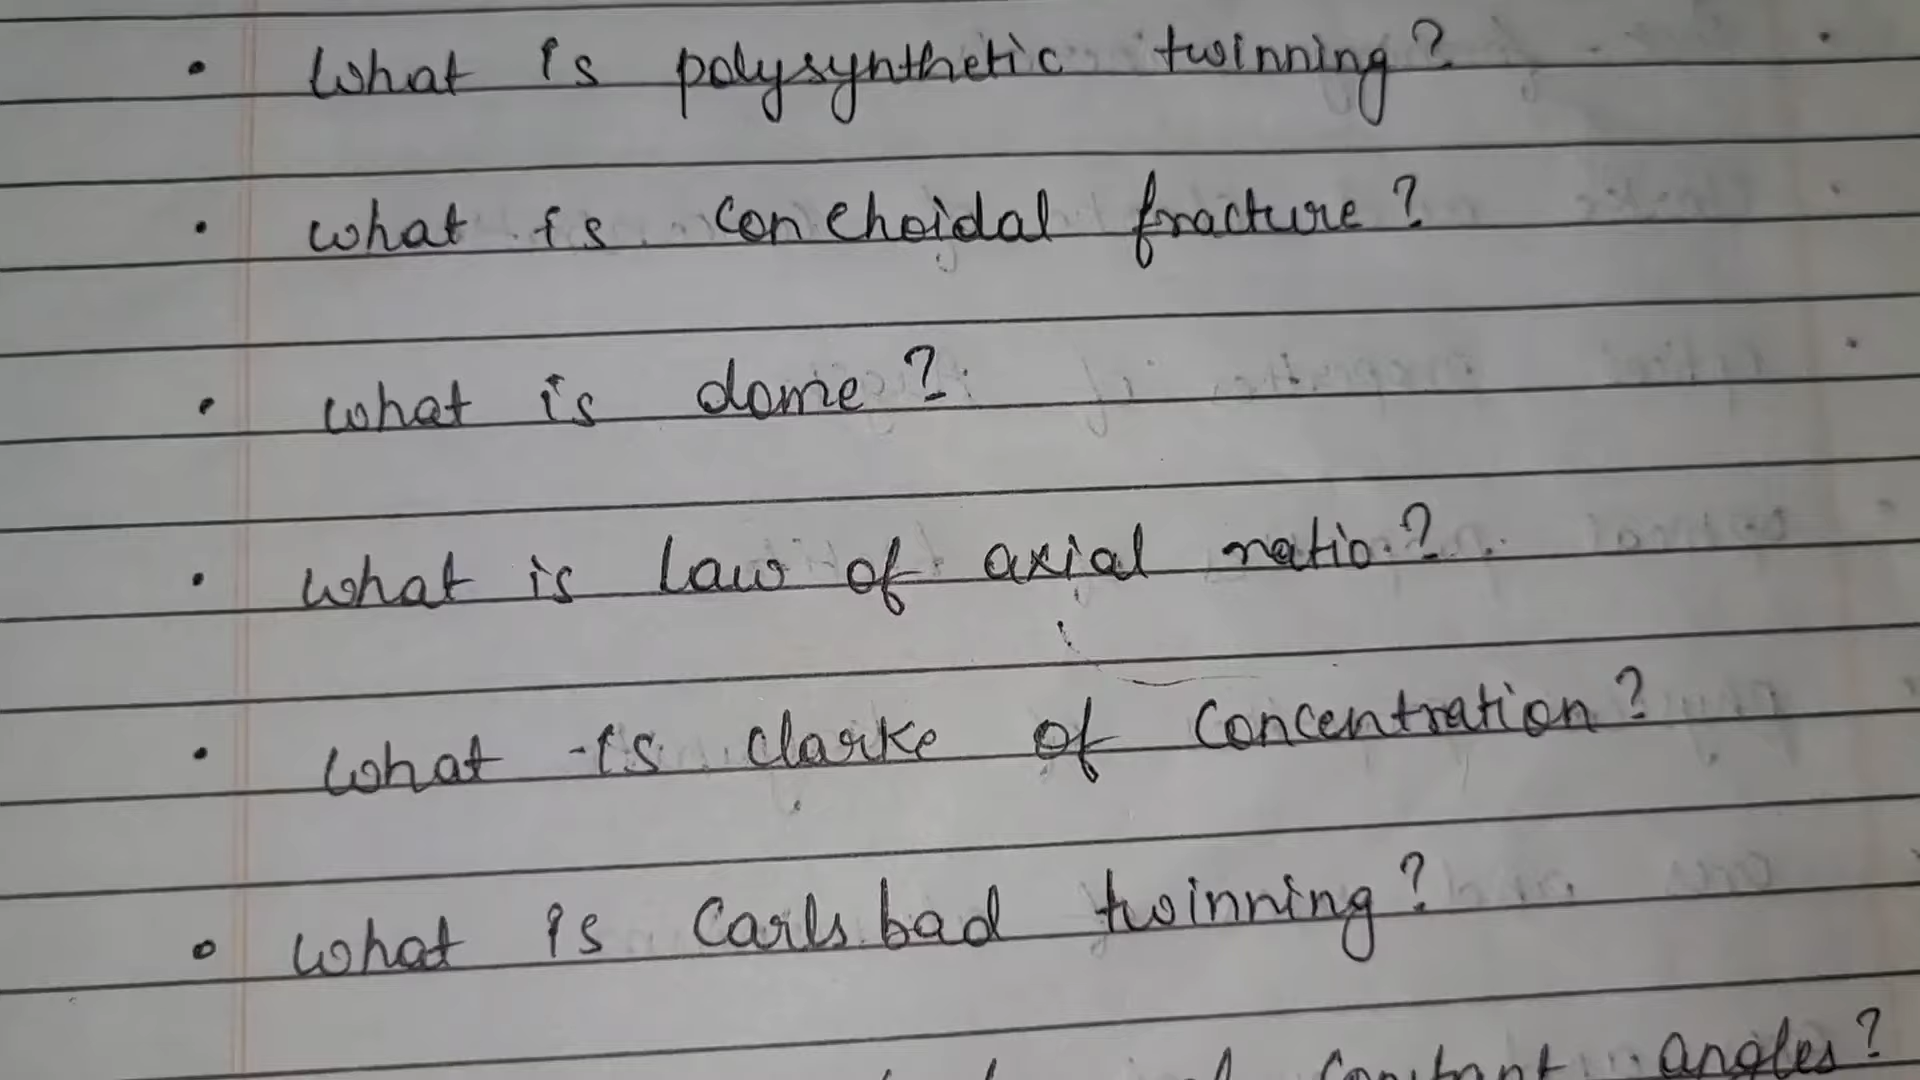 • What is polysynthetic twinning?
• What is conchoidal fracture?
• What is dome?
• What is Law of axial ratio?
• What is clarke of Concentration?
• What is Carlsbad twinning?
constant angles?